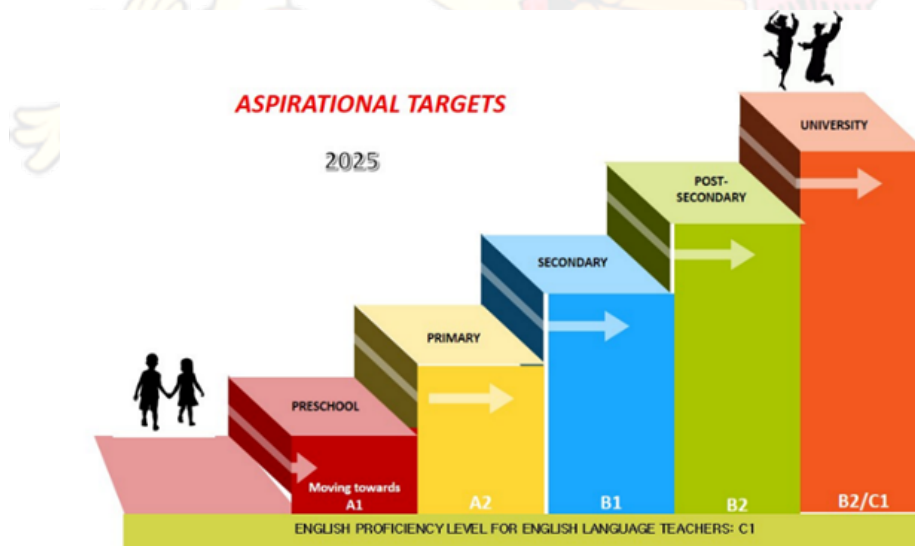 ASPIRATIONAL TARGETS
2025
UNIVERSITY
POST-
SECONDARY
SECONDARY
PRIMARY
PRESCHOOL
Moving towards
A1
A2
B1
B2
B2/C1
ENGLISH PROFICIENCY LEVEL FOR ENGLISH LANGUAGE TEACHERS: C1